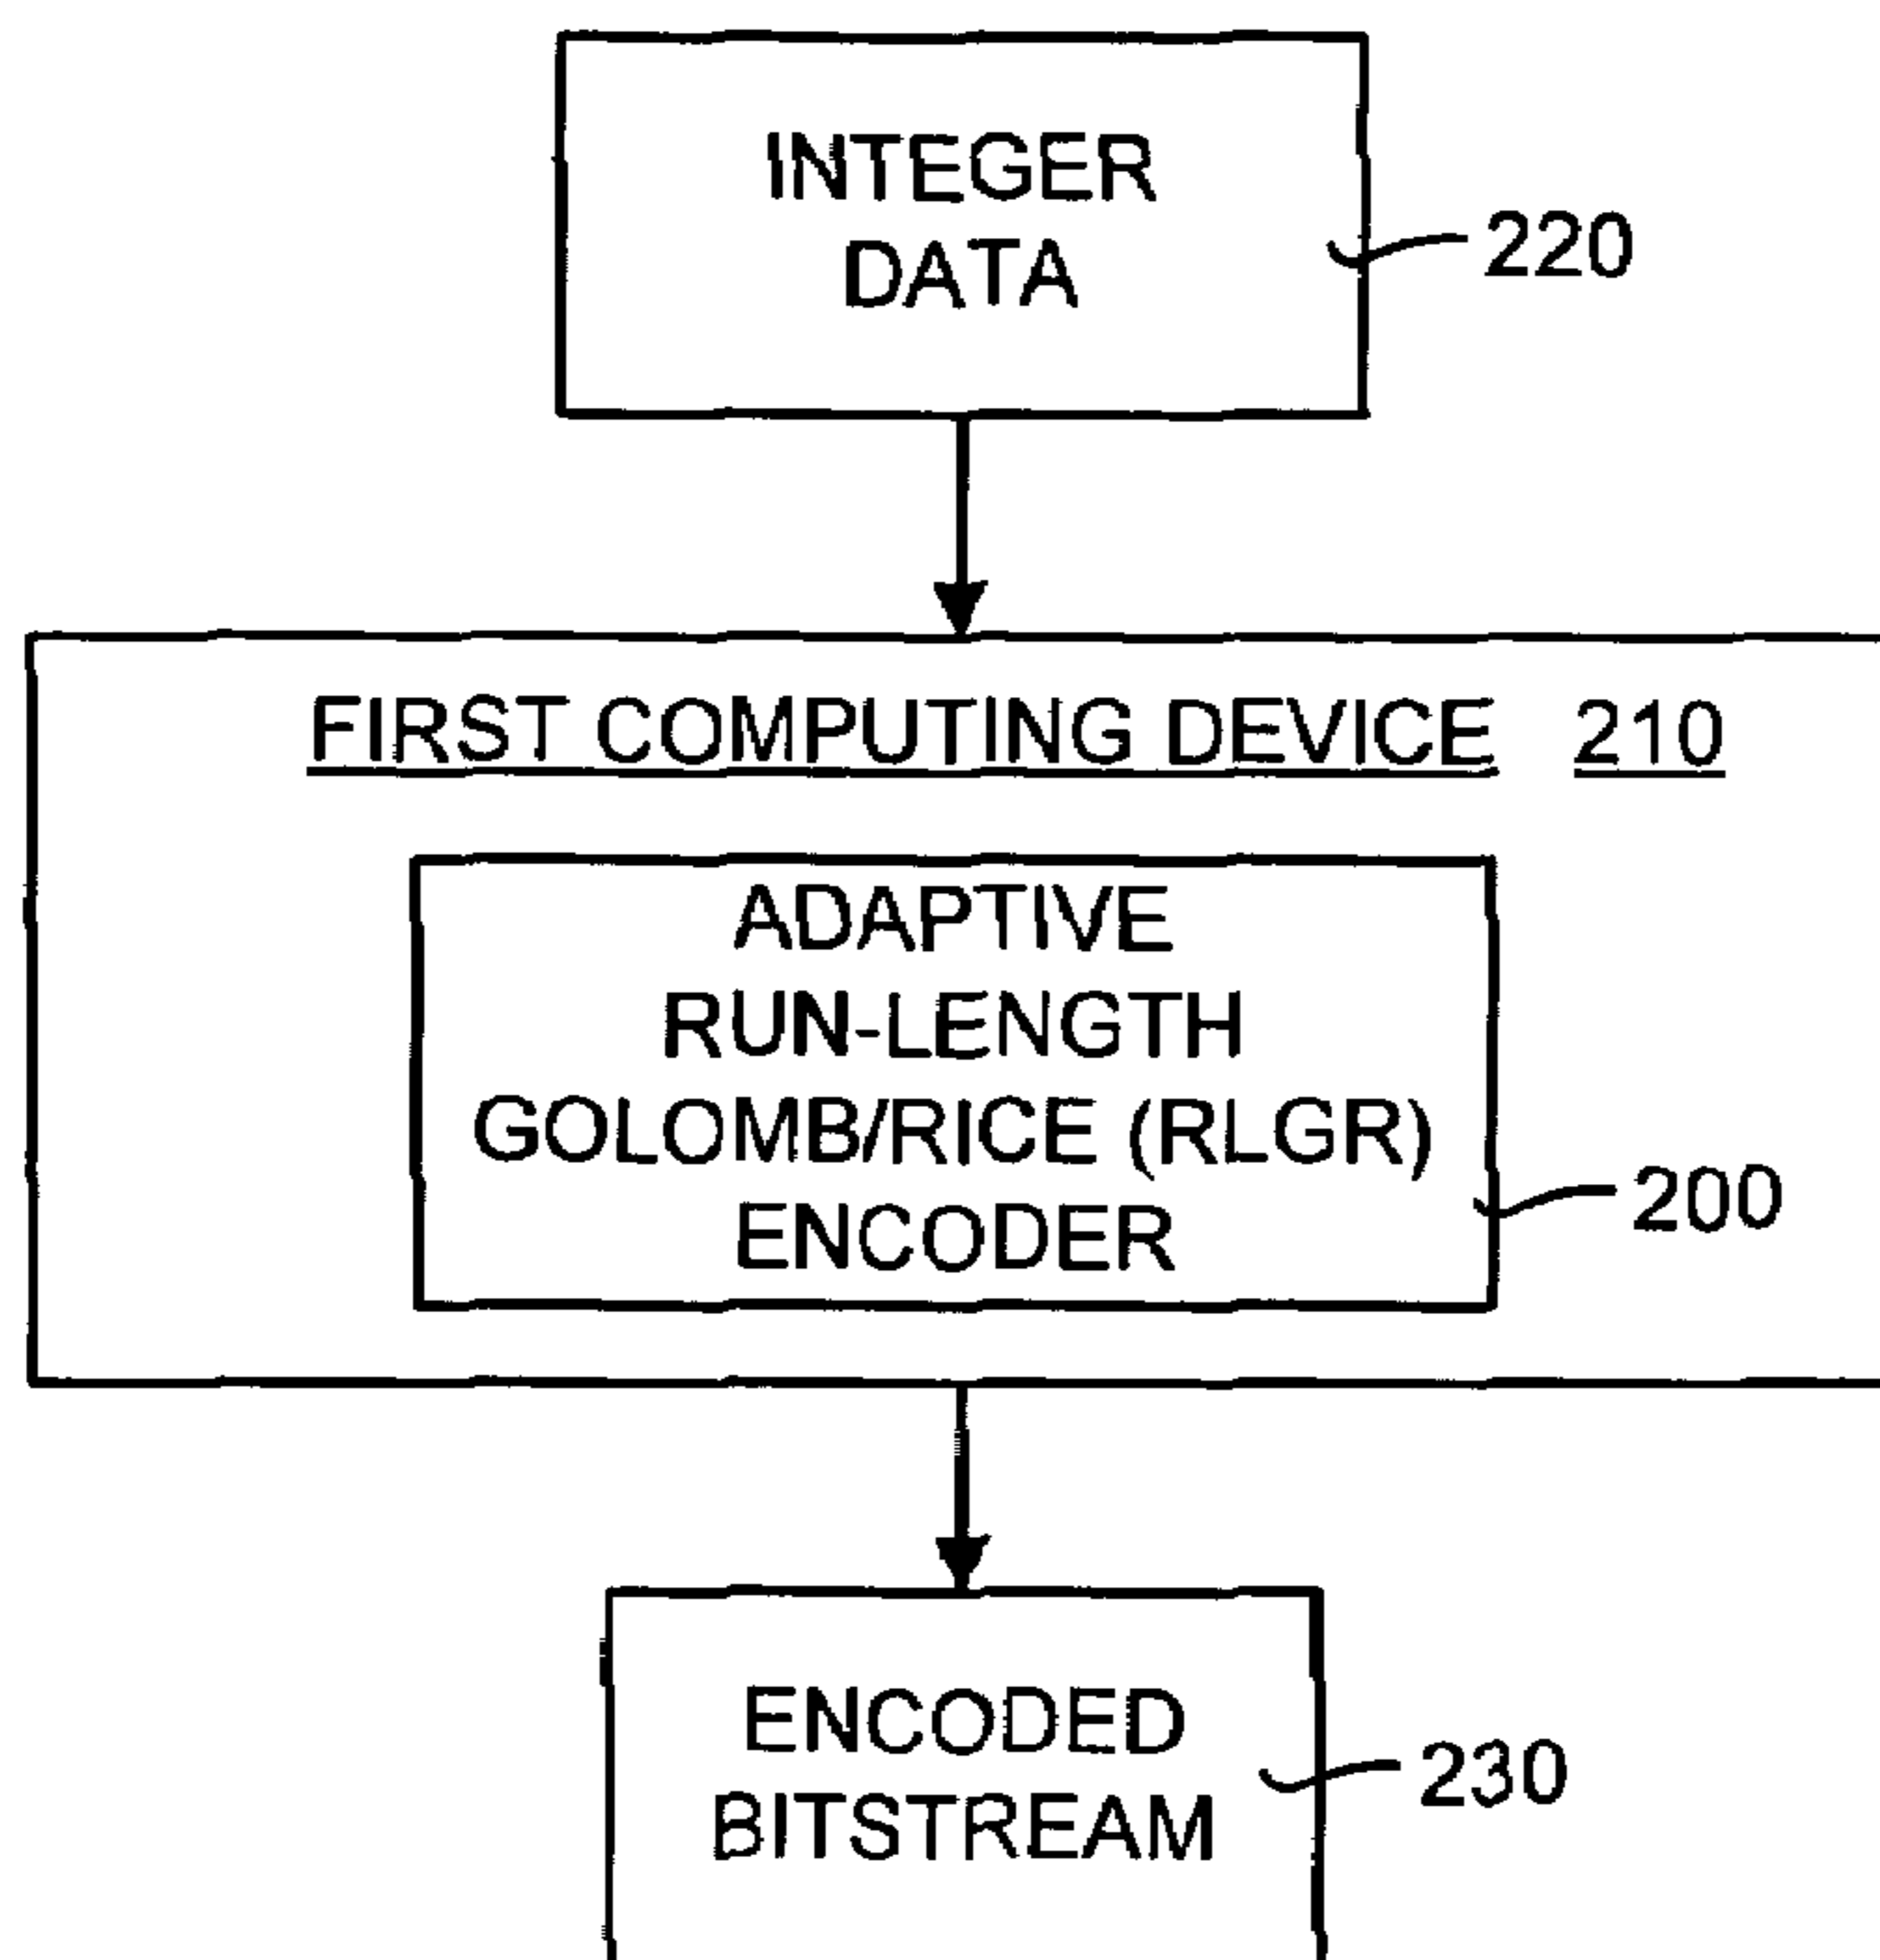 INTEGER
DATA
220
FIRST COMPUTING DEVICE 210
ADAPTIVE
RUN-LENGTH
GOLOMB/RICE (RLGR)
ENCODER
200
ENCODED
BITSTREAM
230